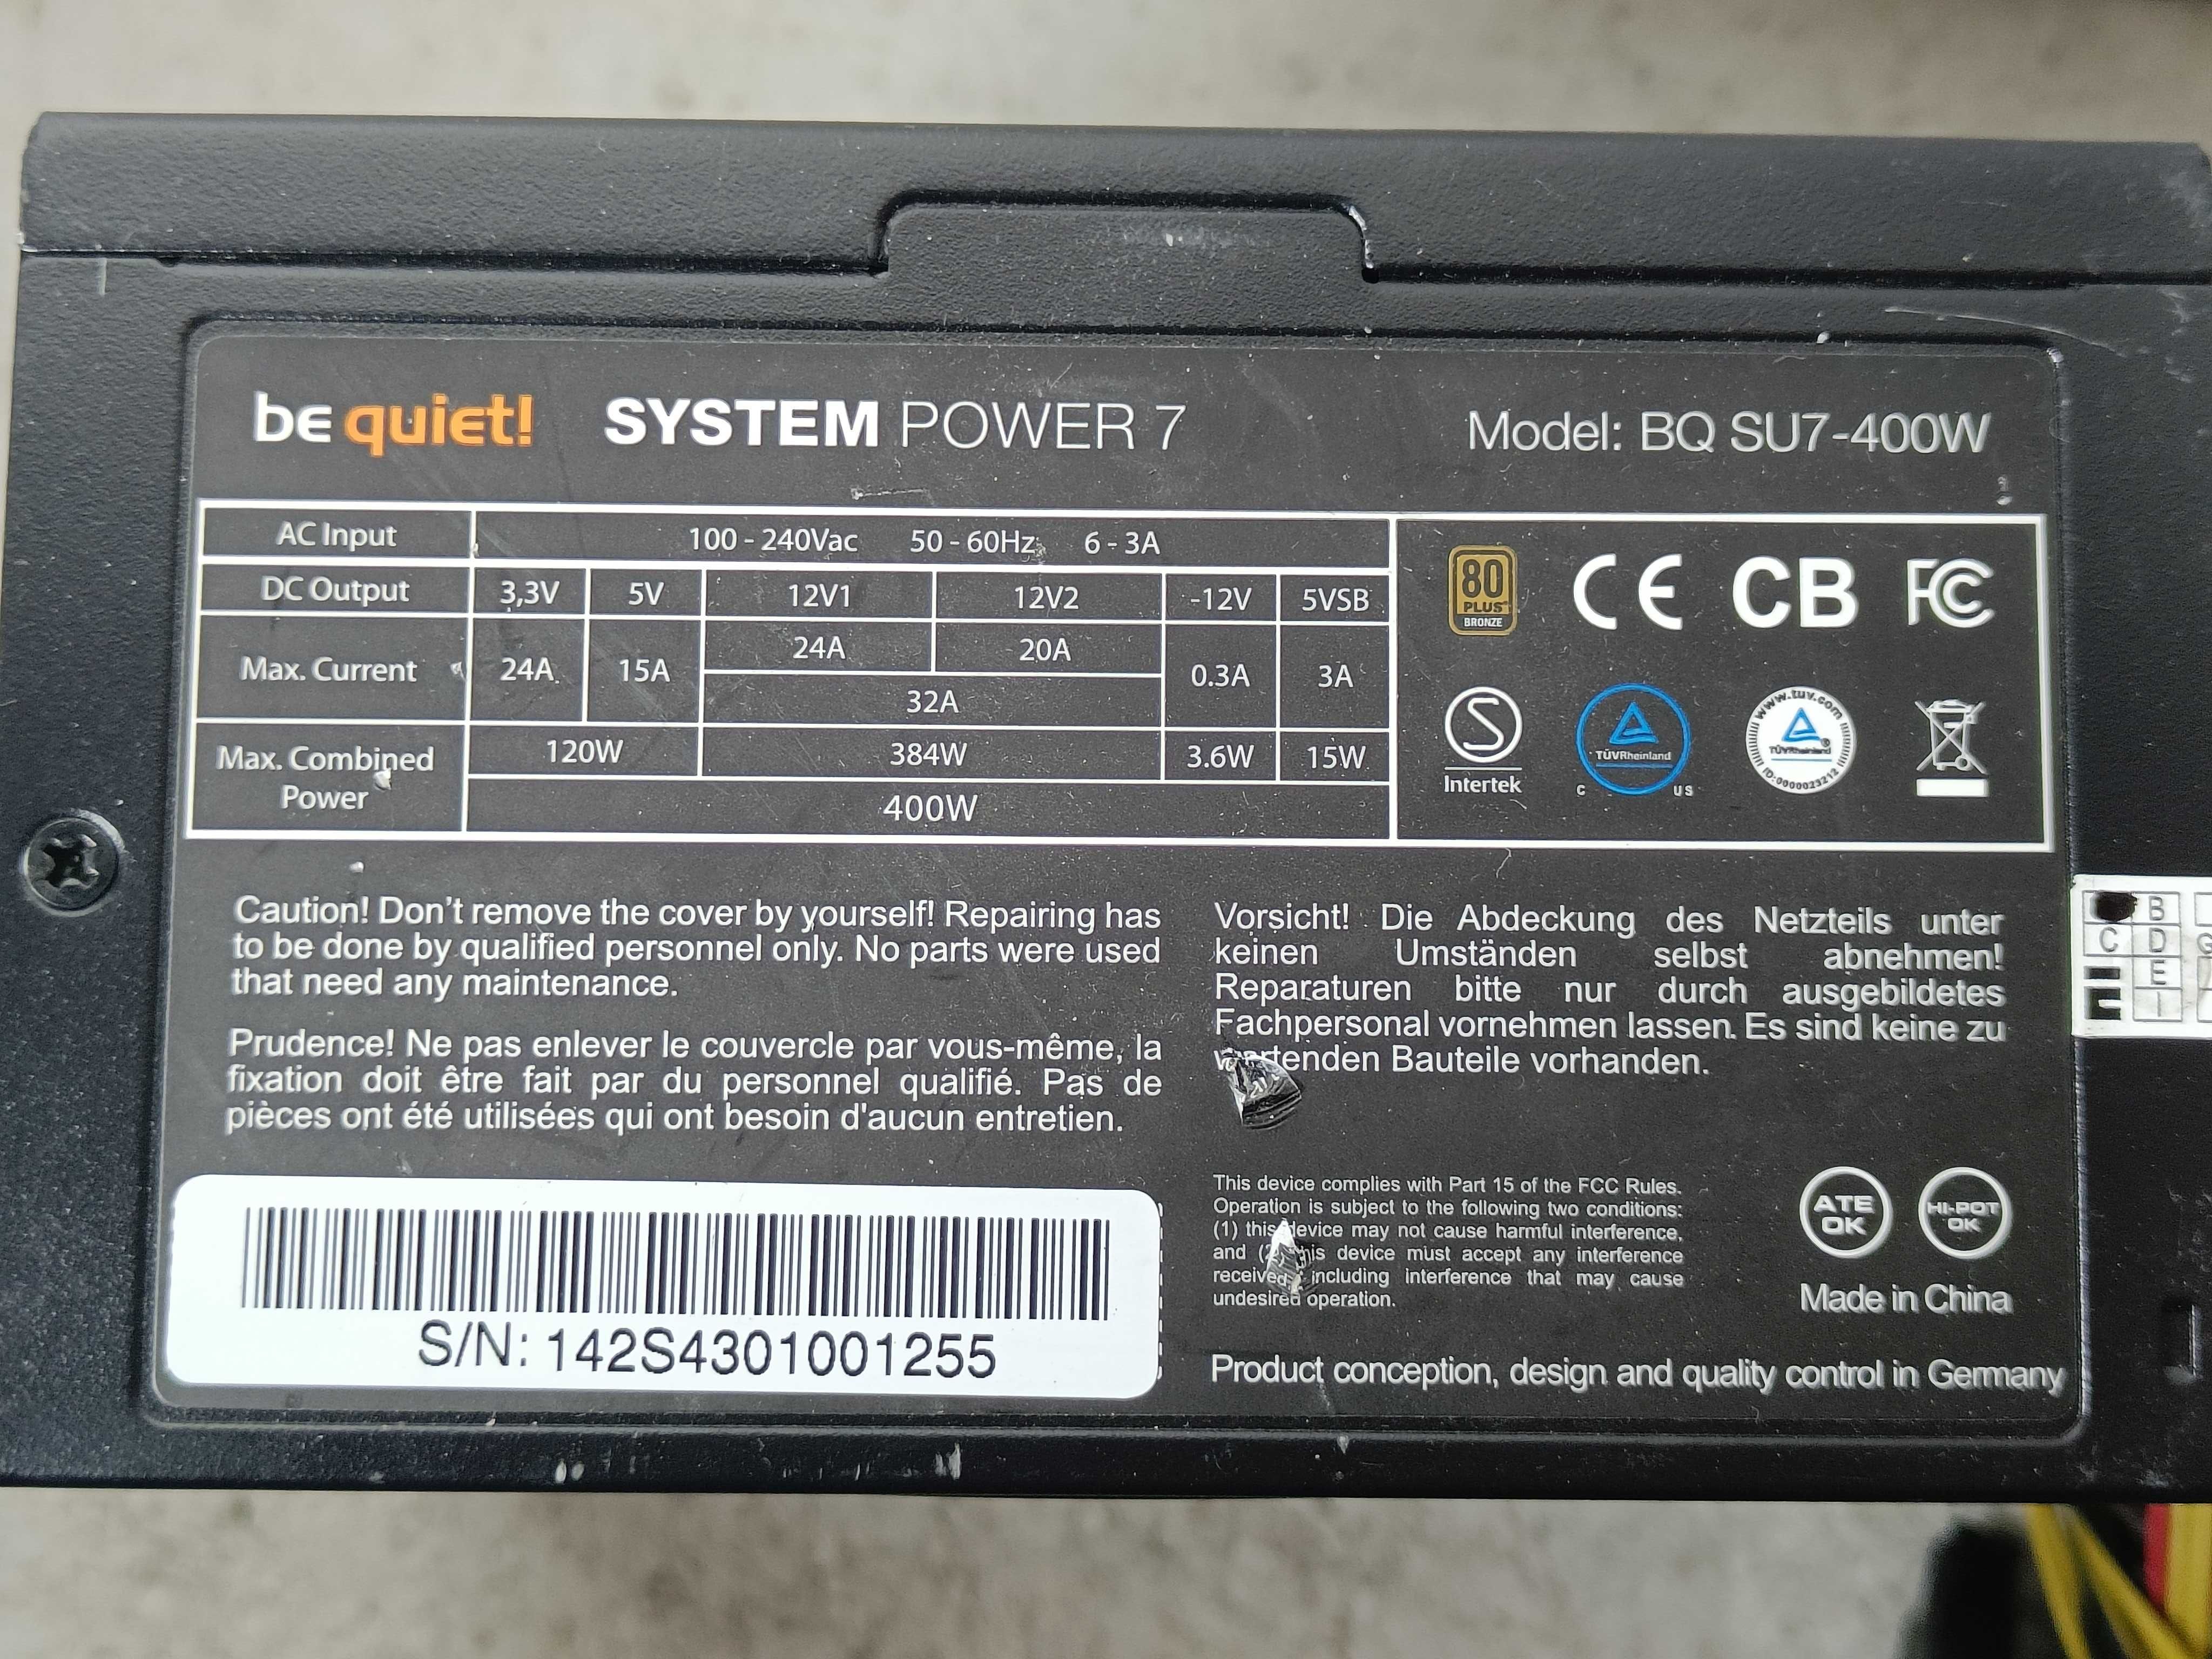 be quiet! SYSTEM POWER 7 Model: BQ SU7-400W
AC Input 100 - 240Vac 50 - 60Hz 6 - 3A
DC Output 3,3V 5V 12V1 12V2 -12V 5VSB
Max. Current 24A 15A 24A 20A 0.3A 3A
32A
Max. Combined Power 120W 384W 3.6W 15W
400W
80 PLUS BRONZE CE CB FC
Intertek
TÜVRheinland
C US
www.tuv.com
TÜVRheinland®
ID:0000023212
Caution! Don't remove the cover by yourself! Repairing has
to be done by qualified personnel only. No parts were used
that need any maintenance.
Prudence! Ne pas enlever le couvercle par vous-même, la
fixation doit être fait par du personnel qualifié. Pas de
pièces ont été utilisées qui ont besoin d'aucun entretien.
Vorsicht! Die Abdeckung des Netzteils unter
keinen Umständen selbst abnehmen!
Reparaturen bitte nur durch ausgebildetes
Fachpersonal vornehmen lassen. Es sind keine zu
wartenden Bauteile vorhanden.
S/N: 142S4301001255
This device complies with Part 15 of the FCC Rules.
Operation is subject to the following two conditions:
(1) this device may not cause harmful interference,
and (2) this device must accept any interference
received, including interference that may cause
undesired operation.
ATE OK
HI-POT OK
Made in China
Product conception, design and quality control in Germany
B
C D
E
I